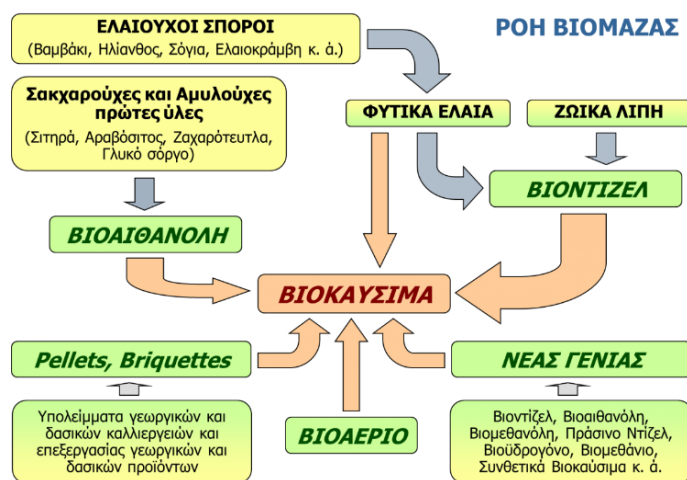 ΕΛΑΙΟΥΧΟΙ ΣΠΟΡΟΙ
(Βαμβάκι, Ηλίανθος, Σόγια, Ελαιοκράμβη κ. ά.)
ΡΟΗ ΒΙΟΜΑΖΑΣ
Σακχαρούχες και Αμυλούχες
πρώτες ύλες
(Σιτηρά, Αραβόσιτος, Ζαχαρότευτλα,
Γλυκό σόργο)
ΦΥΤΙΚΑ ΕΛΑΙΑ
ΖΩΙΚΑ ΛΙΠΗ
ΒΙΟΝΤΙΖΕΛ
ΒΙΟΑΙΘΑΝΟΛΗ
ΒΙΟΚΑΥΣΙΜΑ
Pellets, Briquettes
ΝΕΑΣ ΓΕΝΙΑΣ
Υπολείμματα γεωργικών και
δασικών καλλιεργειών και
επεξεργασίας γεωργικών και
δασικών προϊόντων
ΒΙΟΑΕΡΙΟ
Βιοντίζελ, Βιοαιθανόλη,
Βιομεθανόλη, Πράσινο Ντίζελ,
Βιοϋδρογόνο, Βιομεθάνιο,
Συνθετικά Βιοκαύσιμα κ. ά.